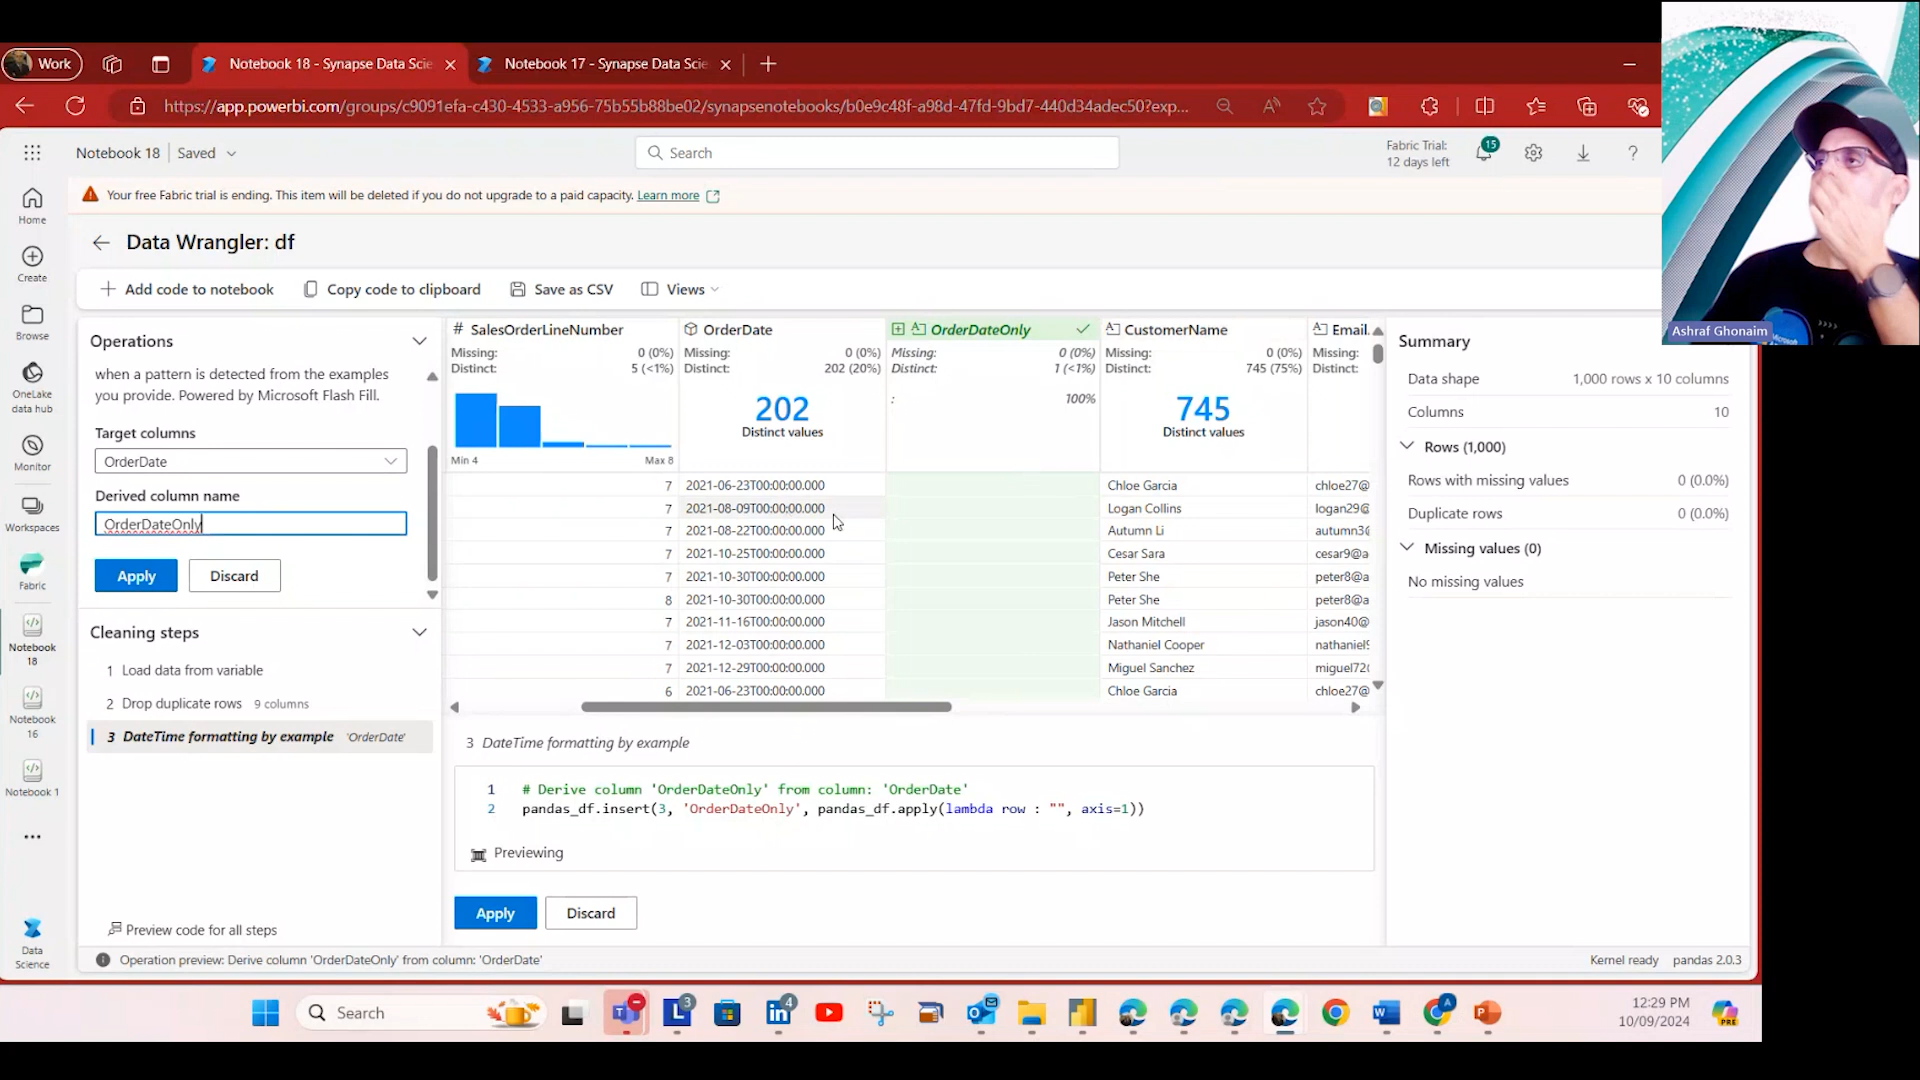 Work
Notebook 18 - Synapse Data Scie
Notebook 17 - Synapse Data Scie
https://app.powerbi.com/groups/c9091efa-c430-4533-a956-75b55b88be02/synapsenotebooks/b0e9c48f-a98d-47fd-9bd7-440d34adec50?exp...
Notebook 18 | Saved
Search
Fabric Trial:
12 days left
15
?
Your free Fabric trial is ending. This item will be deleted if you do not upgrade to a paid capacity. Learn more
Home
Create
Browse
OneLake
data hub
Monitor
Workspaces
Fabric
Notebook
18
Notebook
16
Notebook 1
Data
Science
Data Wrangler: df
Add code to notebook
Copy code to clipboard
Save as CSV
Views
Operations
when a pattern is detected from the examples
you provide. Powered by Microsoft Flash Fill.
Target columns
OrderDate
Derived column name
OrderDateOnly
Apply
Discard
Cleaning steps
1 Load data from variable
2 Drop duplicate rows 9 columns
3 DateTime formatting by example 'OrderDate'
Preview code for all steps
# SalesOrderLineNumber OrderDate OrderDateOnly CustomerName Email.
Missing: 0 (0%) Missing: 0 (0%) Missing: 0 (0%) Missing: 0 (0%) Missing:
Distinct: 5 (<1%) Distinct: 202 (20%) Distinct: 1 (<1%) Distinct: 745 (75%) Distinct:
: 100%
202
Distinct values
745
Distinct values
Min 4 Max 8
7 2021-06-23T00:00:00.000 Chloe Garcia chloe27@
7 2021-08-09T00:00:00.000 Logan Collins logan29@
7 2021-08-22T00:00:00.000 Autumn Li autumn3@
7 2021-10-25T00:00:00.000 Cesar Sara cesar9@a
7 2021-10-30T00:00:00.000 Peter She peter8@a
8 2021-10-30T00:00:00.000 Peter She peter8@a
7 2021-11-16T00:00:00.000 Jason Mitchell jason40@
7 2021-12-03T00:00:00.000 Nathaniel Cooper nathaniel
7 2021-12-29T00:00:00.000 Miguel Sanchez miguel72
6 2021-06-23T00:00:00.000 Chloe Garcia chloe27@
3 DateTime formatting by example
1 # Derive column 'OrderDateOnly' from column: 'OrderDate'
2 pandas_df.insert(3, 'OrderDateOnly', pandas_df.apply(lambda row : "", axis=1))
Previewing
Apply
Discard
Summary
Data shape 1,000 rows x 10 columns
Columns 10
Rows (1,000)
Rows with missing values 0 (0.0%)
Duplicate rows 0 (0.0%)
Missing values (0)
No missing values
Ashraf Ghonaim
Operation preview: Derive column 'OrderDateOnly' from column: 'OrderDate'
Kernel ready pandas 2.0.3
Search
3
4
12:29 PM
10/09/2024